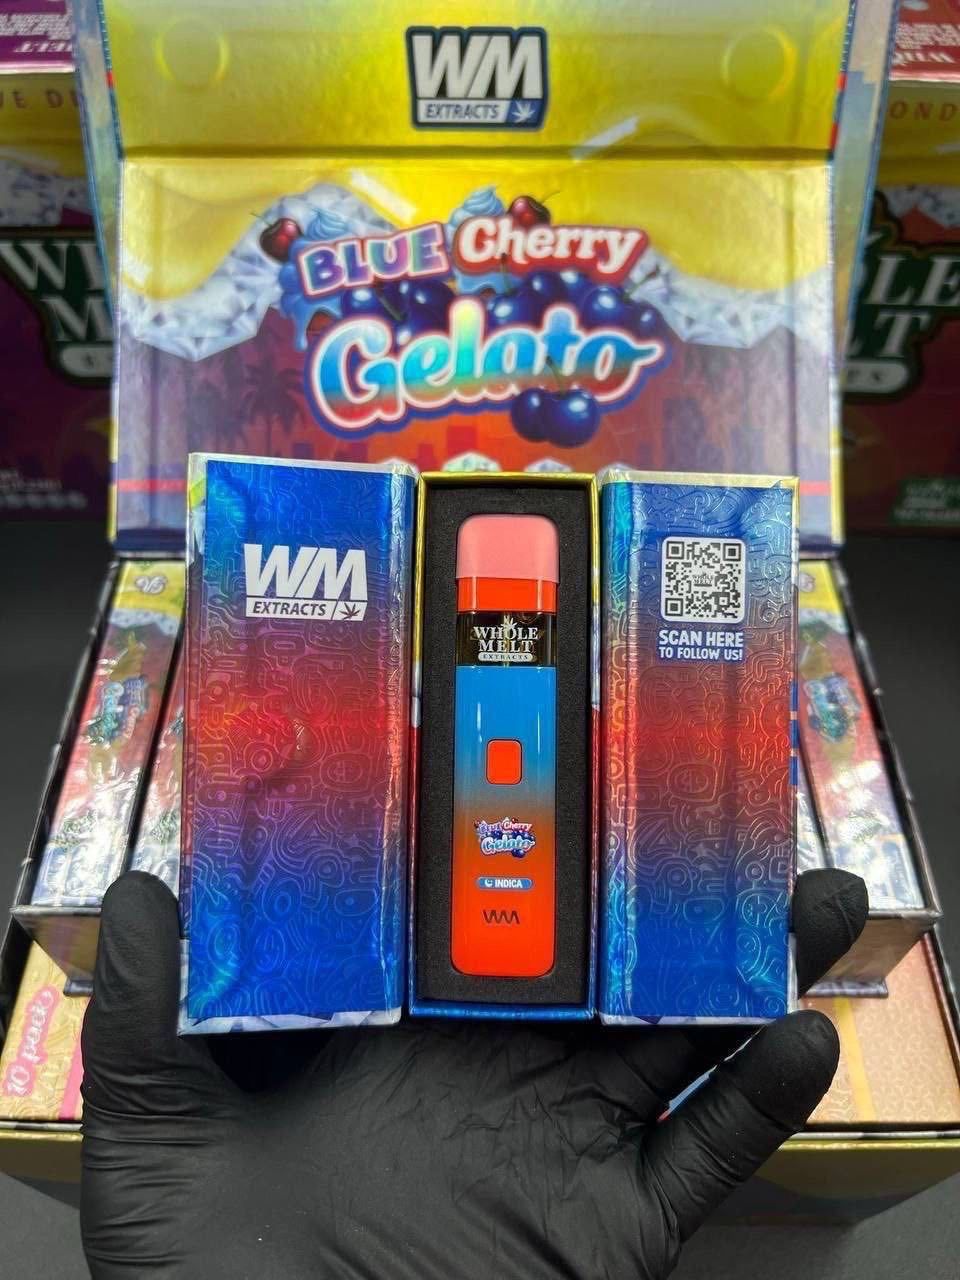 WM
EXTRACTS
BLUE Cherry
Gelato
WM
EXTRACTS
SCAN HERE
TO FOLLOW US!
WHOLE
MELT
EXTRACTS
Blue Cherry
Gelato
INDICA
WM
10 pack